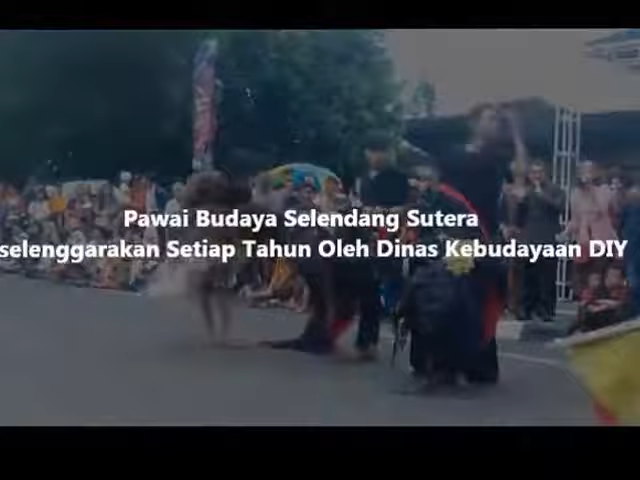 Pawai Budaya Selendang Sutera
selenggarakan Setiap Tahun Oleh Dinas Kebudayaan DIY